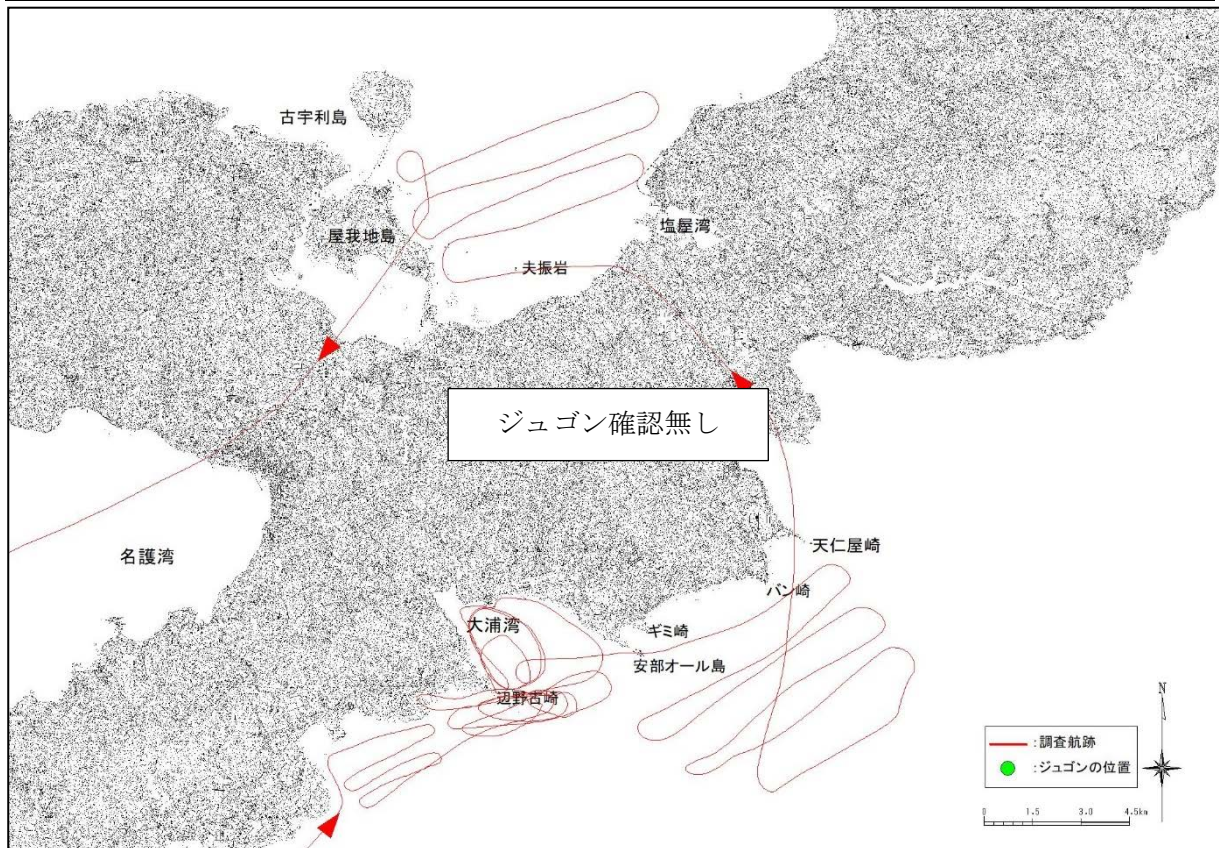 古宇利島
屋我地島
塩屋湾
夫振岩
ジュゴン確認無し
名護湾
天仁屋崎
バン崎
大浦湾
ギミ崎
安部オール島
辺野古崎
N
:調査航跡
:ジュゴンの位置
0 1.5 3.0 4.5km